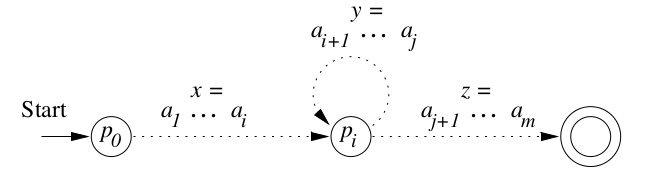 y =
a_{i+1} ... a_j
x =
a_1 ... a_i
z =
a_{j+1} ... a_m
Start
p_0
p_i